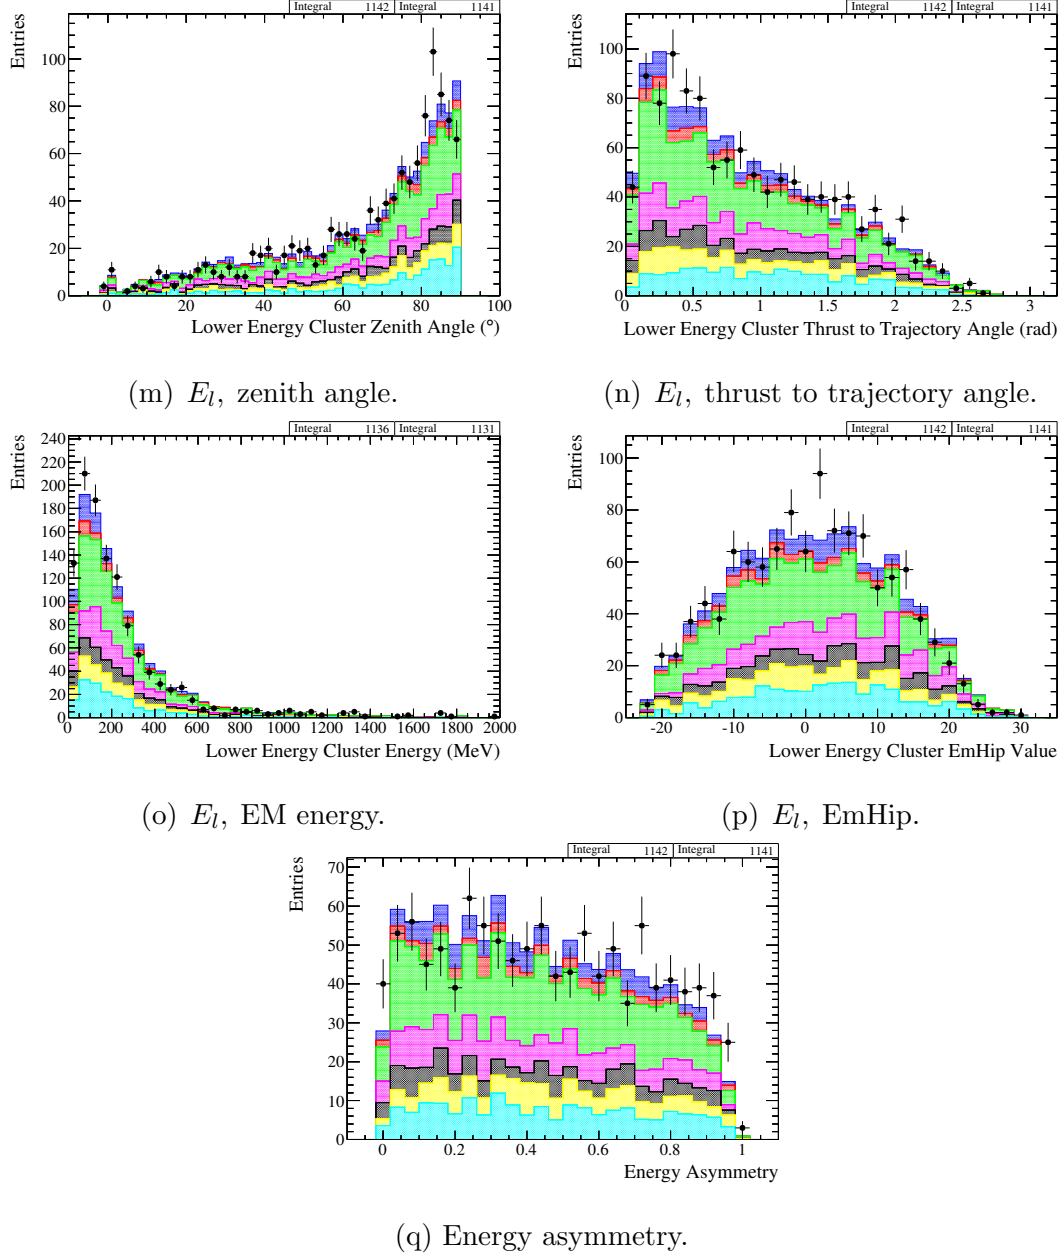 Integral 1142 Integral 1141
Entries
100
80
60
40
20
0
0 20 40 60 80 100
Lower Energy Cluster Zenith Angle (°)
(m) E_l, zenith angle.
Integral 1142 Integral 1141
Entries
100
80
60
40
20
0
0 0.5 1 1.5 2 2.5 3
Lower Energy Cluster Thrust to Trajectory Angle (rad)
(n) E_l, thrust to trajectory angle.
Integral 1136 Integral 1131
Entries
240
220
200
180
160
140
120
100
80
60
40
20
0
0 200 400 600 800 1000 1200 1400 1600 1800 2000
Lower Energy Cluster Energy (MeV)
(o) E_l, EM energy.
Integral 1142 Integral 1141
Entries
100
80
60
40
20
0
-20 -10 0 10 20 30
Lower Energy Cluster EmHip Value
(p) E_l, EmHip.
Integral 1142 Integral 1141
Entries
70
60
50
40
30
20
10
0
0 0.2 0.4 0.6 0.8 1
Energy Asymmetry
(q) Energy asymmetry.